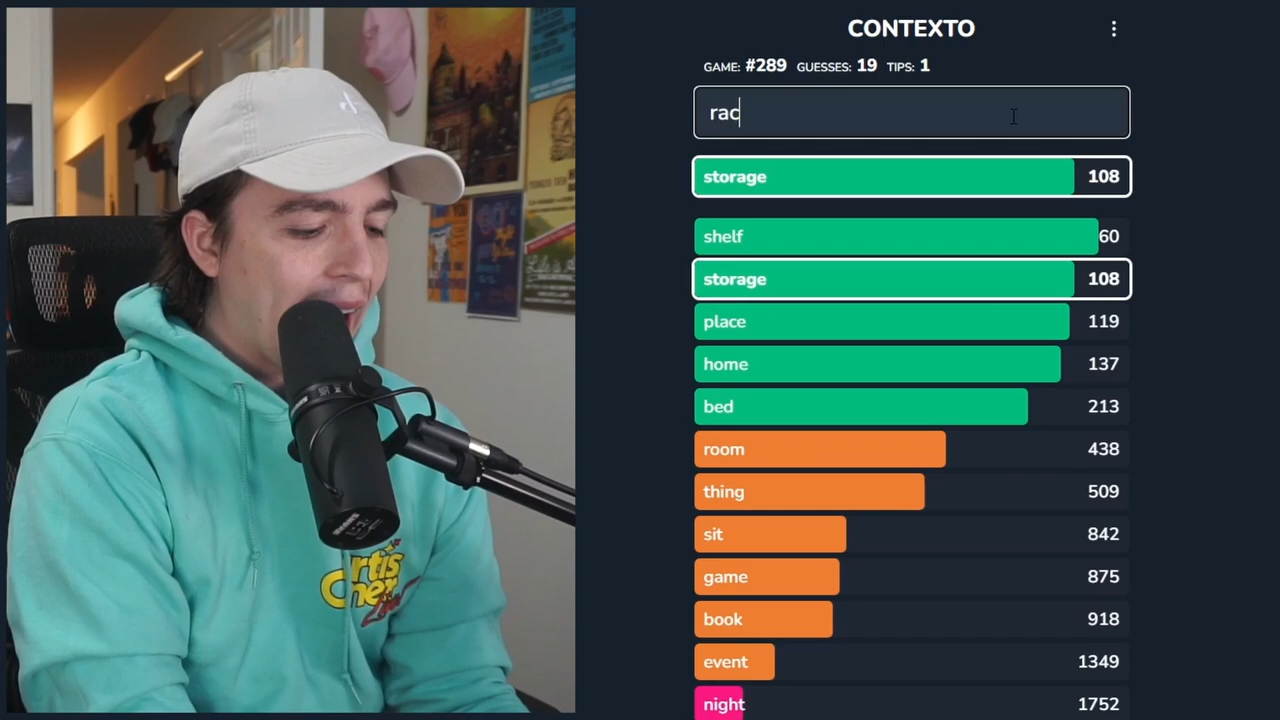 CONTEXTO
GAME: #289 GUESSES: 19 TIPS: 1
rac
storage 108
shelf 60
storage 108
place 119
home 137
bed 213
room 438
thing 509
sit 842
game 875
book 918
event 1349
night 1752